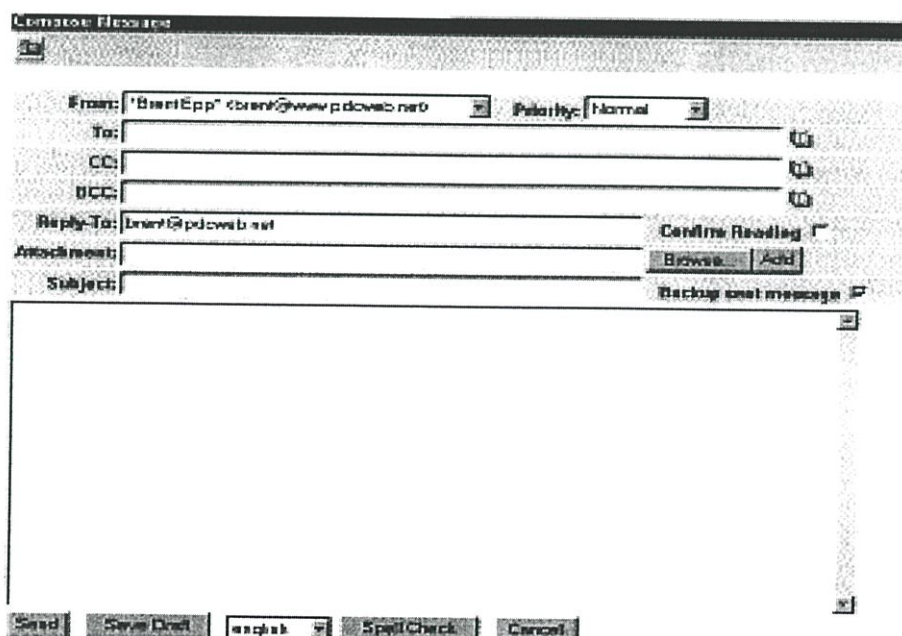 Compose Message
From: "Brent Epp" <brent@www.pdcweb.net> Priority: Normal
To:
CC:
BCC:
Reply-To: brent@pdcweb.net Confirm Reading
Attachment: Browse... Add
Subject: Backup sent message
Send Save Draft english Spell Check Cancel